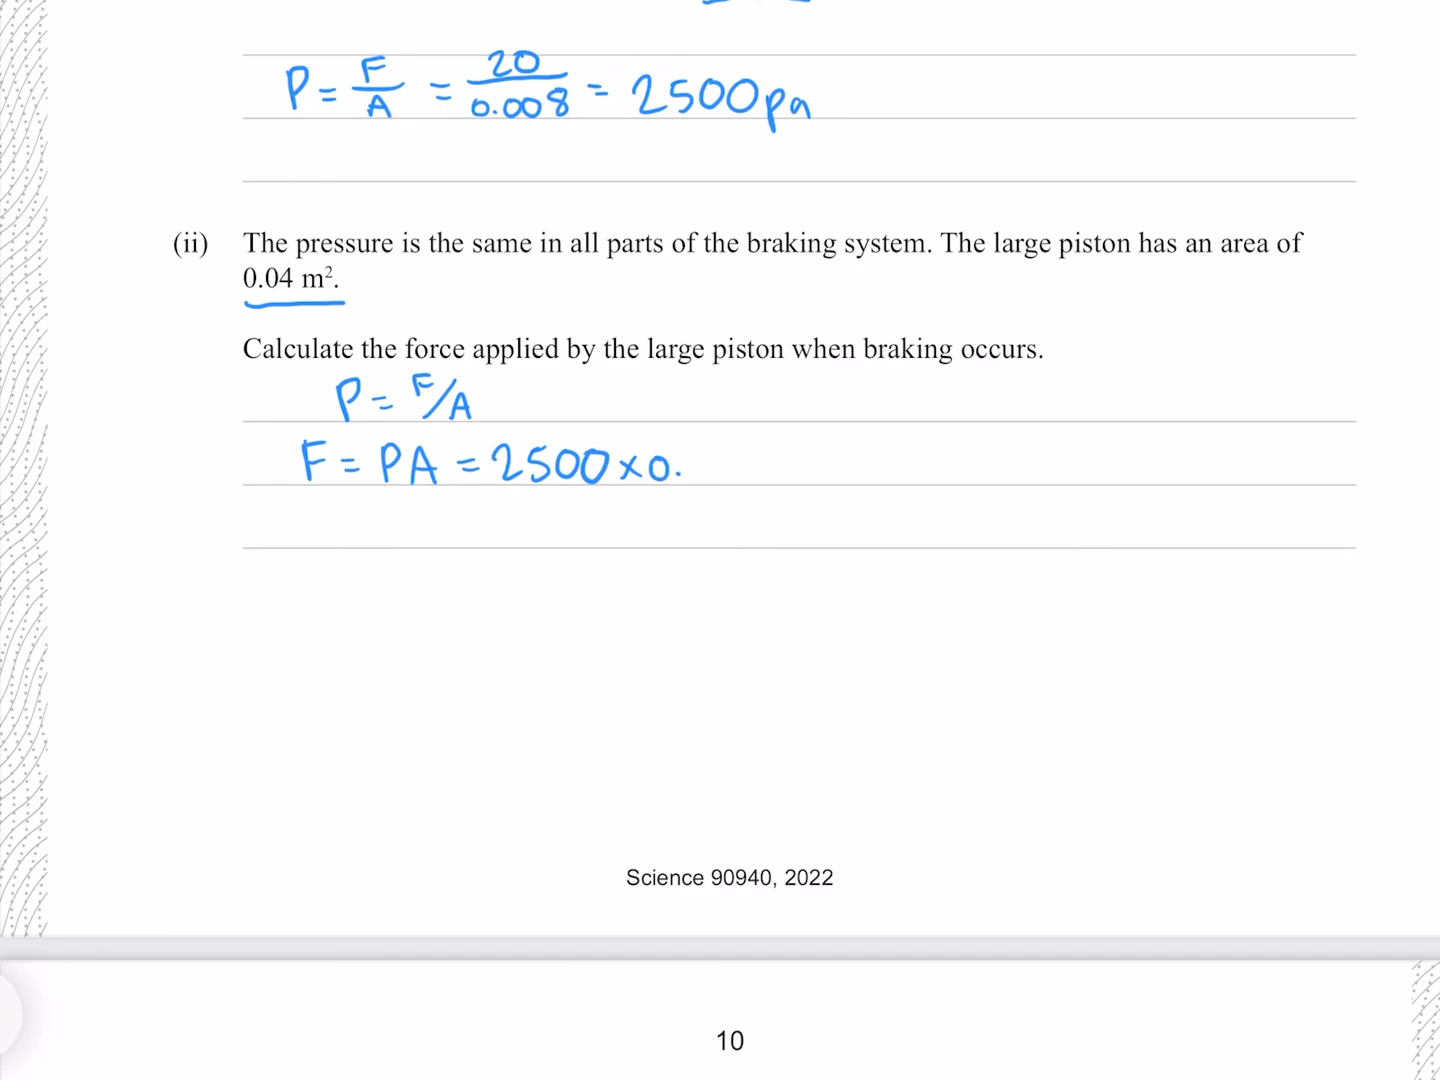 P = F/A = 20/0.008 = 2500pa
(ii) The pressure is the same in all parts of the braking system. The large piston has an area of
0.04 m².
Calculate the force applied by the large piston when braking occurs.
P = F/A
F = PA = 2500 × 0.
Science 90940, 2022
10